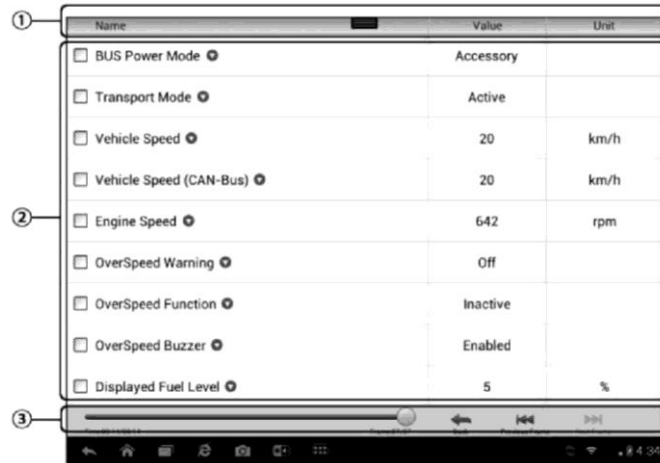 ①
Name Value Unit
②
BUS Power Mode Accessory
Transport Mode Active
Vehicle Speed 20 km/h
Vehicle Speed (CAN-Bus) 20 km/h
Engine Speed 642 rpm
OverSpeed Warning Off
OverSpeed Function Inactive
OverSpeed Buzzer Enabled
Displayed Fuel Level 5 %
③
4:34